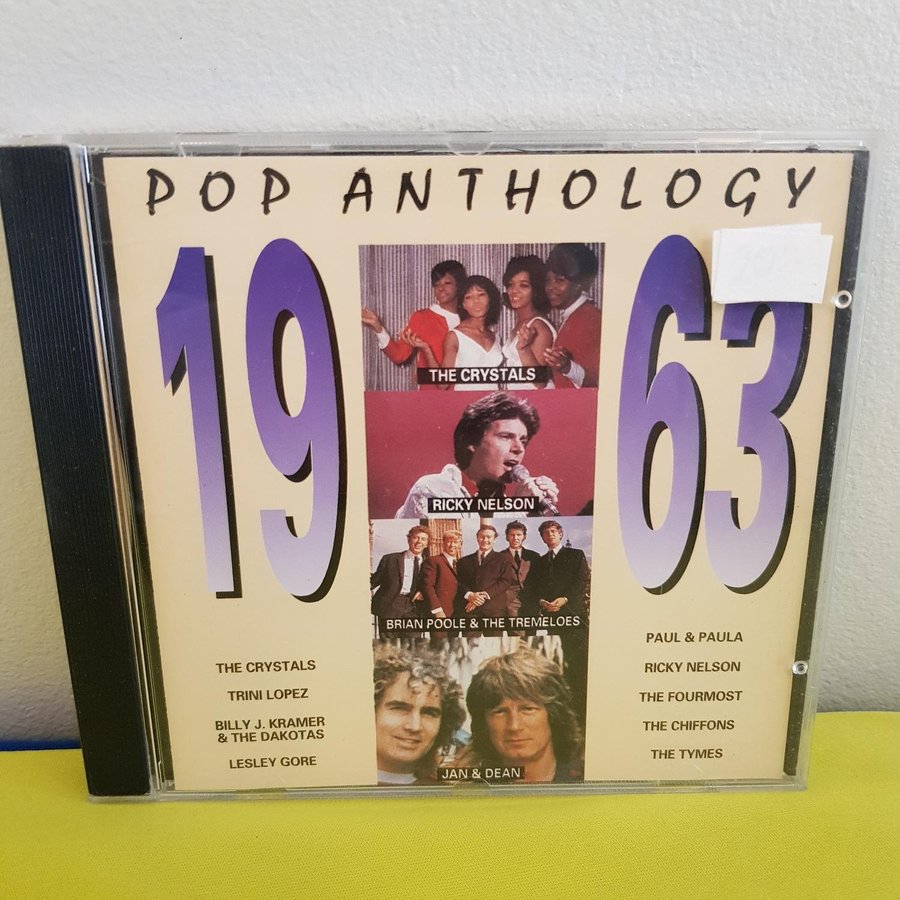 POP ANTHOLOGY
19 63
THE CRYSTALS
RICKY NELSON
BRIAN POOLE & THE TREMELOES
JAN & DEAN
THE CRYSTALS
TRINI LOPEZ
BILLY J. KRAMER
& THE DAKOTAS
LESLEY GORE
PAUL & PAULA
RICKY NELSON
THE FOURMOST
THE CHIFFONS
THE TYMES